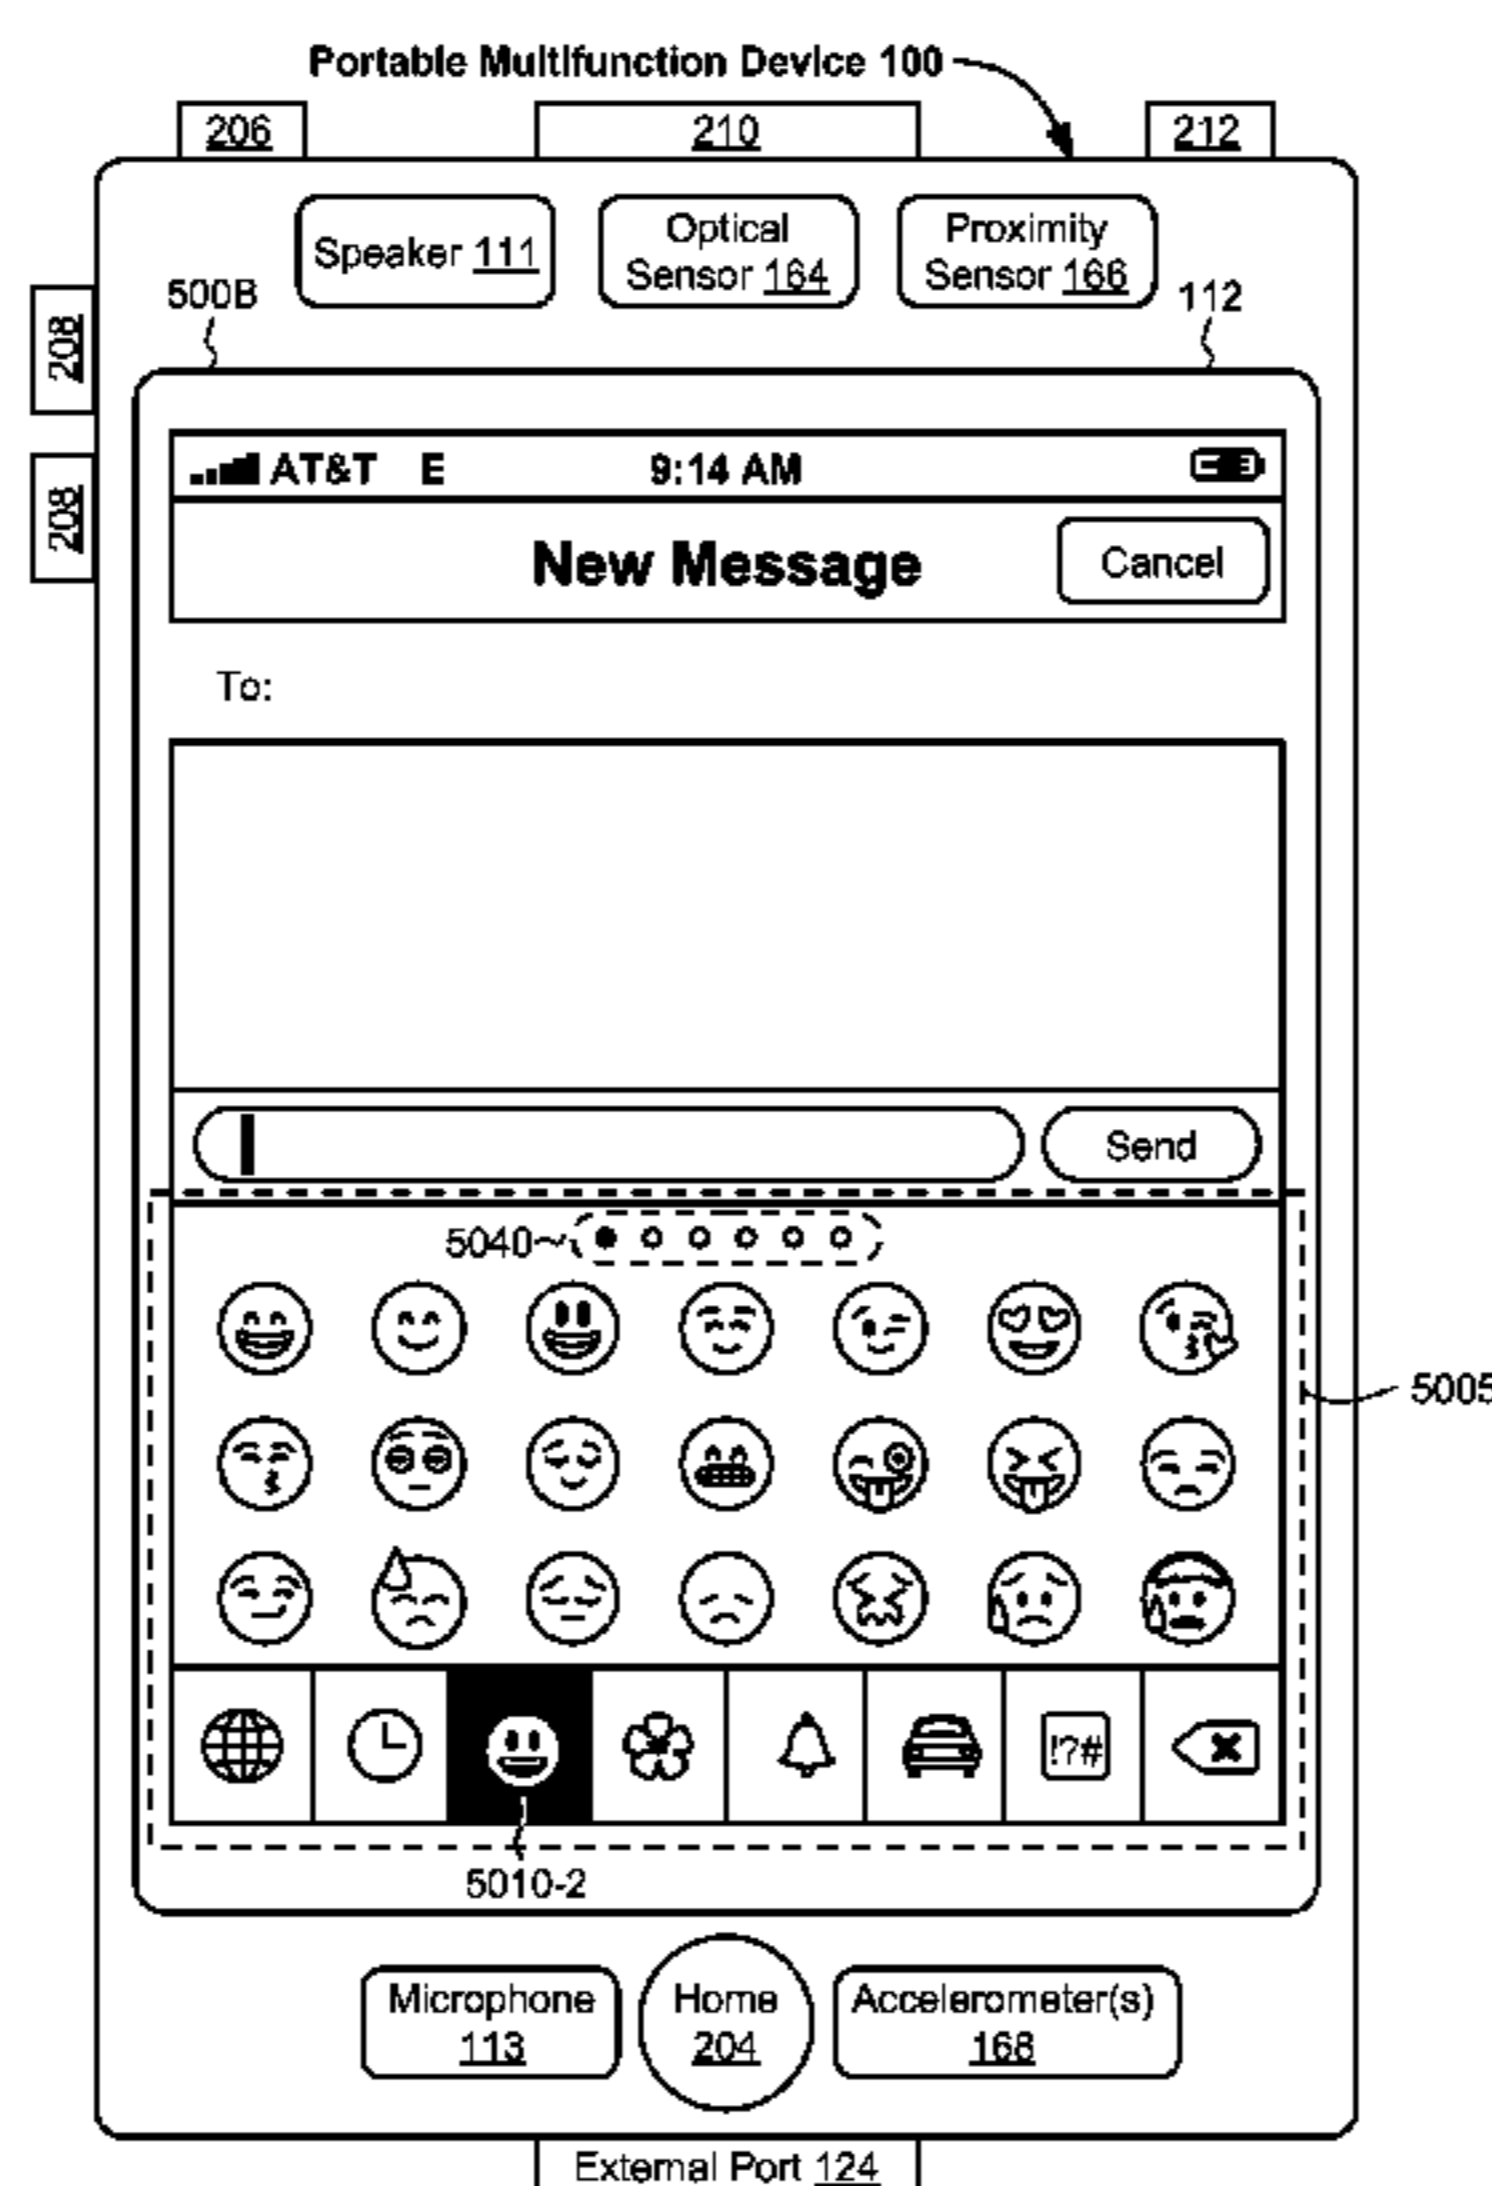 Portable Multifunction Device 100
206
210
212
Speaker 111
Optical
Sensor 164
Proximity
Sensor 166
500B
112
208
208
AT&T E 9:14 AM
New Message
Cancel
To:
Send
5040
5005
!?#
5010-2
Microphone
113
Home
204
Accelerometer(s)
168
External Port 124